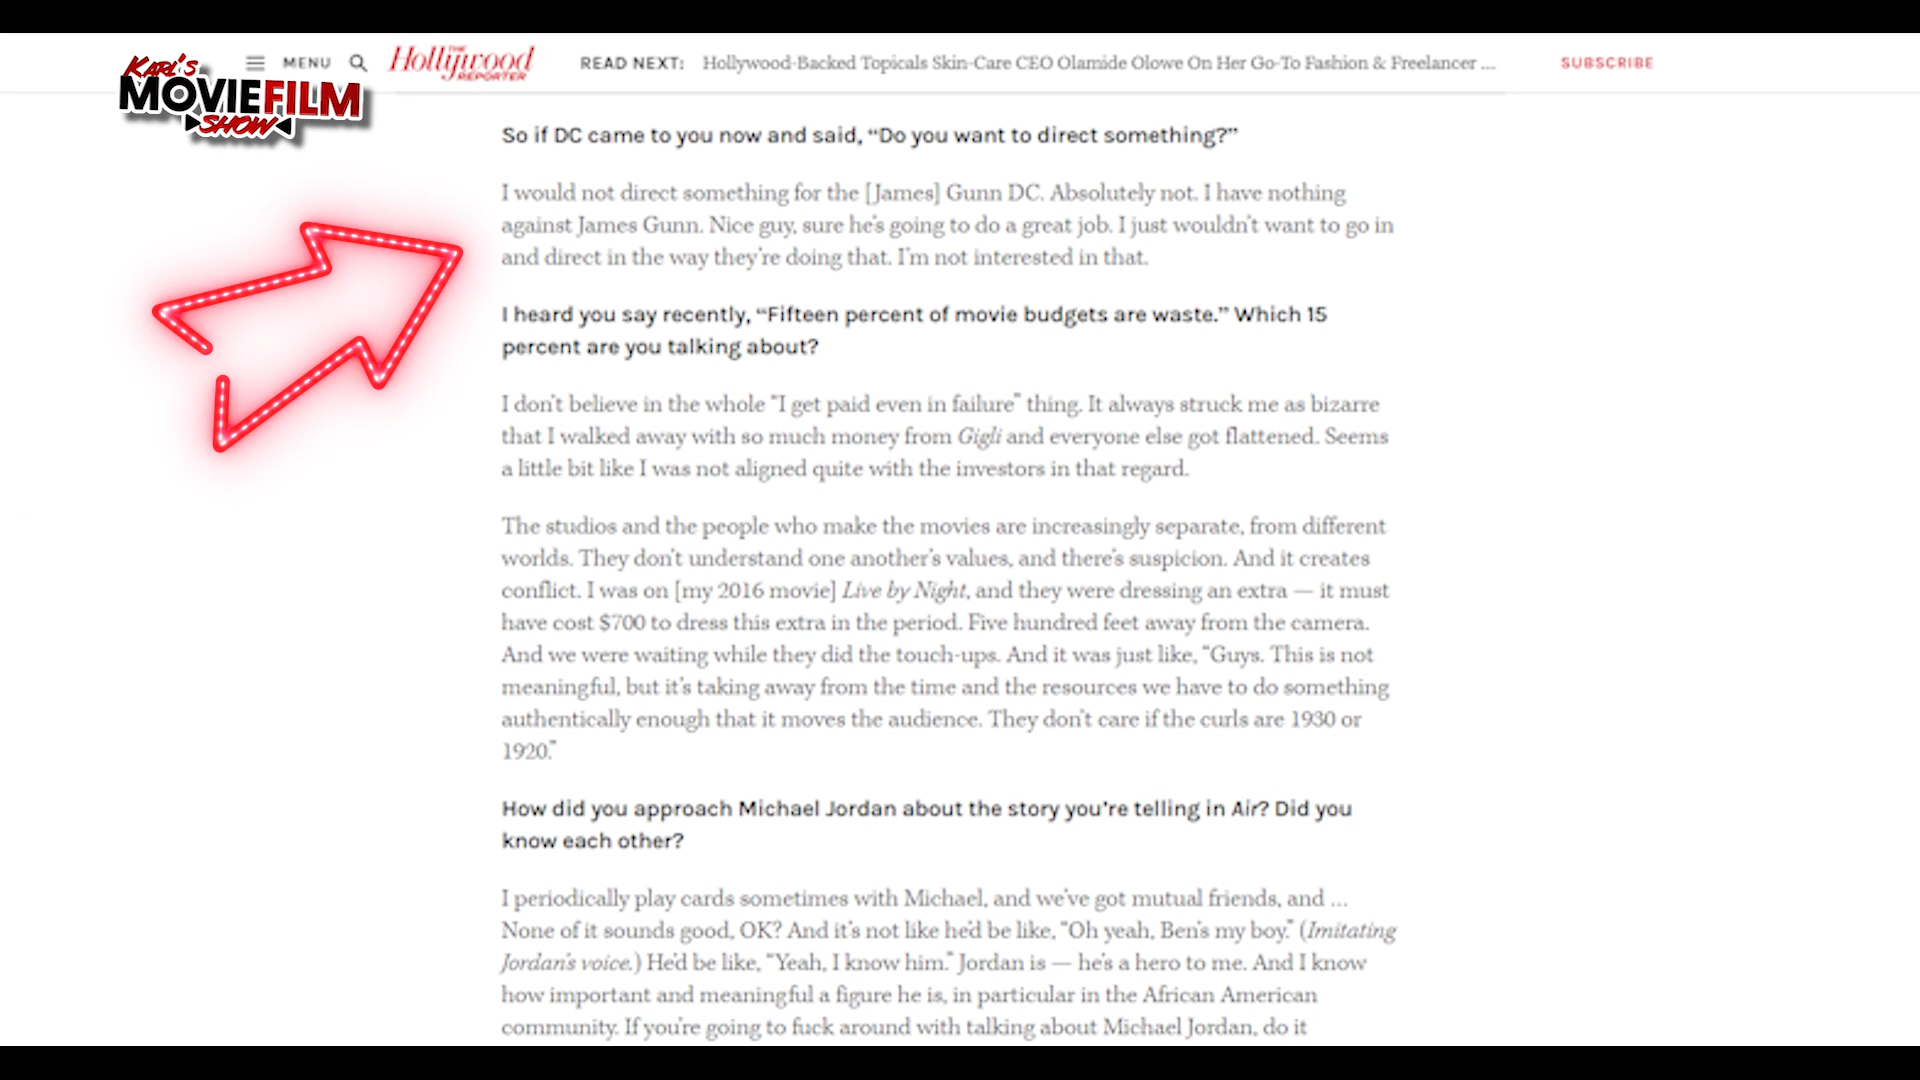 KARL'S
MOVIEFILM
SHOW
MENU
THE
Hollywood
REPORTER
READ NEXT: Hollywood-Backed Topicals Skin-Care CEO Olamide Olowe On Her Go-To Fashion & Freelancer ...
SUBSCRIBE
So if DC came to you now and said, “Do you want to direct something?”
I would not direct something for the [James] Gunn DC. Absolutely not. I have nothing
against James Gunn. Nice guy, sure he’s going to do a great job. I just wouldn’t want to go in
and direct in the way they’re doing that. I’m not interested in that.
I heard you say recently, “Fifteen percent of movie budgets are waste.” Which 15
percent are you talking about?
I don’t believe in the whole “I get paid even in failure” thing. It always struck me as bizarre
that I walked away with so much money from Gigli and everyone else got flattened. Seems
a little bit like I was not aligned quite with the investors in that regard.
The studios and the people who make the movies are increasingly separate, from different
worlds. They don’t understand one another’s values, and there’s suspicion. And it creates
conflict. I was on [my 2016 movie] Live by Night, and they were dressing an extra — it must
have cost $700 to dress this extra in the period. Five hundred feet away from the camera.
And we were waiting while they did the touch-ups. And it was just like, “Guys. This is not
meaningful, but it’s taking away from the time and the resources we have to do something
authentically enough that it moves the audience. They don’t care if the curls are 1930 or
1920.”
How did you approach Michael Jordan about the story you’re telling in Air? Did you
know each other?
I periodically play cards sometimes with Michael, and we’ve got mutual friends, and …
None of it sounds good, OK? And it’s not like he’d be like, “Oh yeah, Ben’s my boy.” (Imitating
Jordan’s voice.) He’d be like, “Yeah, I know him.” Jordan is — he’s a hero to me. And I know
how important and meaningful a figure he is, in particular in the African American
community. If you’re going to fuck around with talking about Michael Jordan, do it